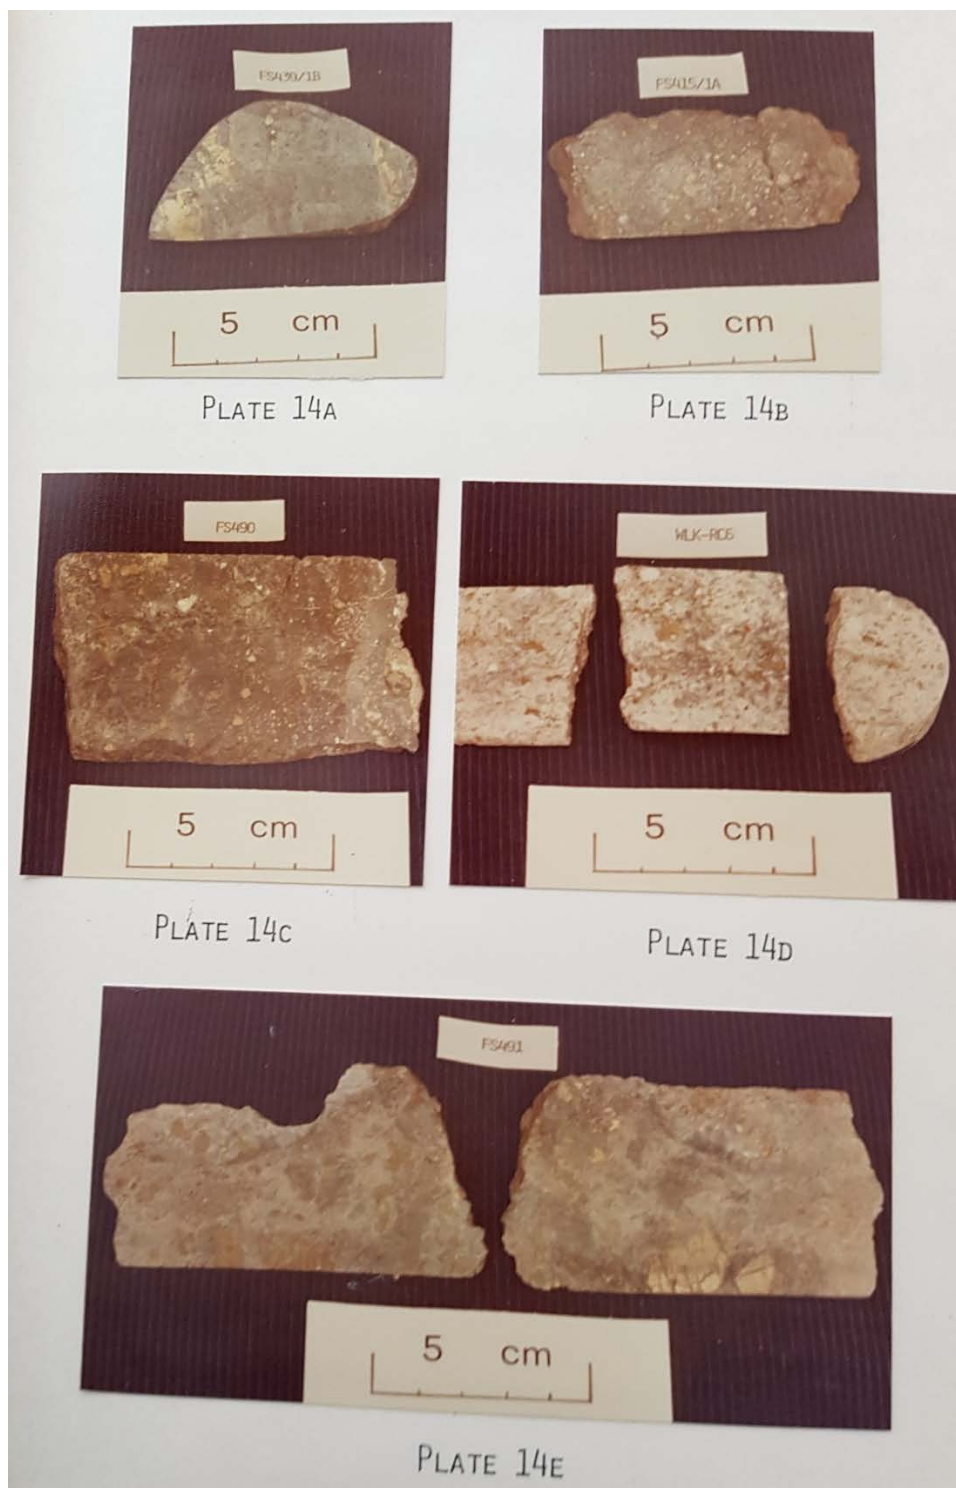 FS430/1B
5 cm
PLATE 14A
FS415/1A
5 cm
PLATE 14B
FS490
5 cm
PLATE 14C
WLK-RC6
5 cm
PLATE 14D
FS491
5 cm
PLATE 14E